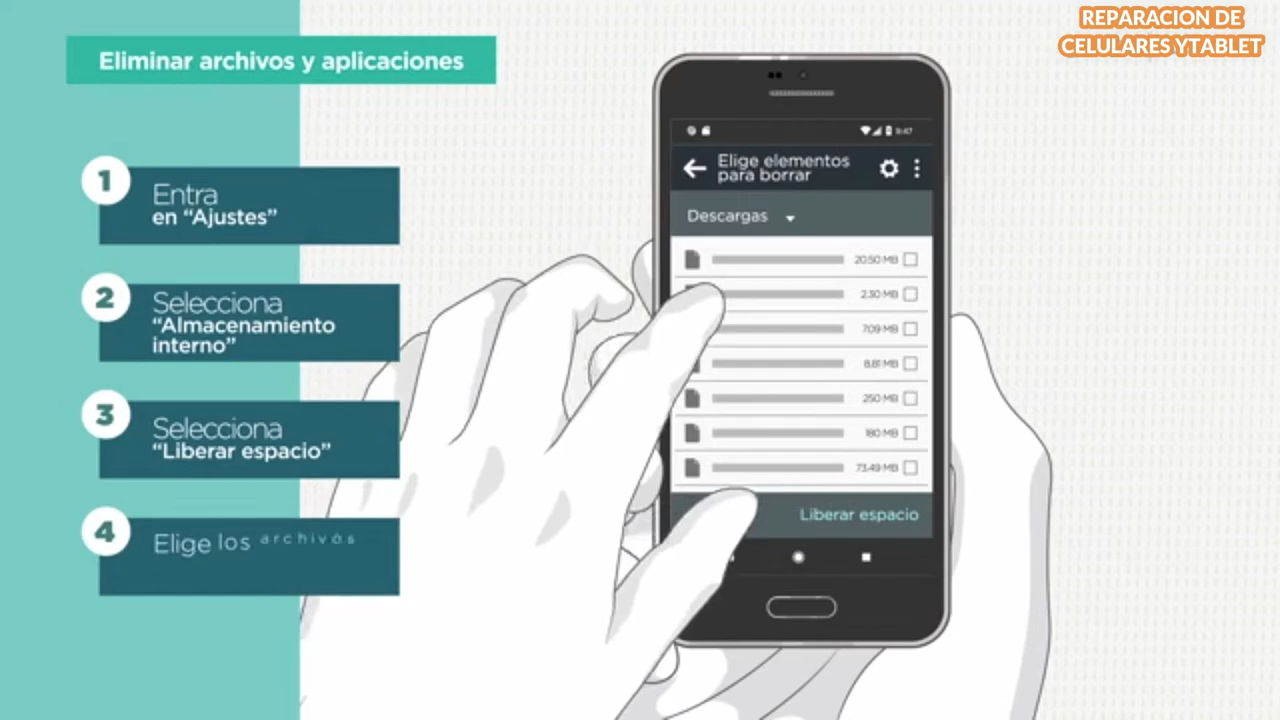 REPARACION DE
CELULARES YTABLET
Eliminar archivos y aplicaciones
1
Entra
en “Ajustes”
2
Selecciona
“Almacenamiento
interno”
3
Selecciona
“Liberar espacio”
4
Elige los archivos
9:47
Elige elementos
para borrar
Descargas
20.50 MB
2.30 MB
7.09 MB
8.81 MB
250 MB
180 MB
73.49 MB
Liberar espacio